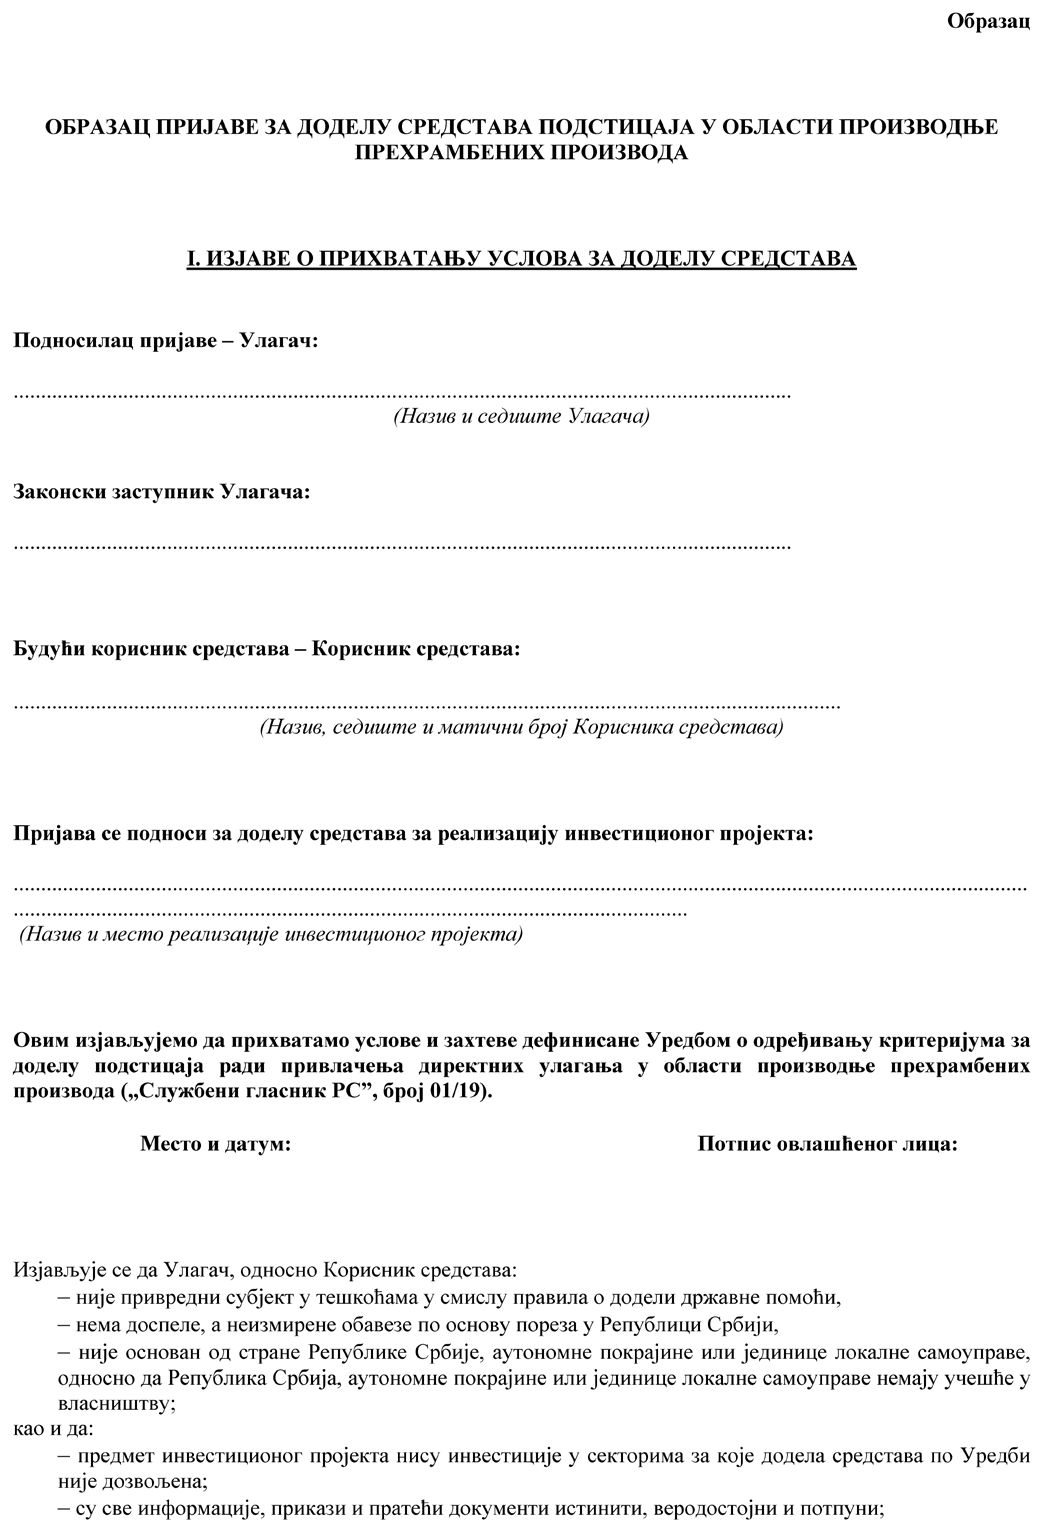 Образац
ОБРАЗАЦ ПРИЈАВЕ ЗА ДОДЕЛУ СРЕДСТАВА ПОДСТИЦАЈА У ОБЛАСТИ ПРОИЗВОДЊЕ
ПРЕХРАМБЕНИХ ПРОИЗВОДА
I. ИЗЈАВЕ О ПРИХВАТАЊУ УСЛОВА ЗА ДОДЕЛУ СРЕДСТАВА
Подносилац пријаве – Улагач:
..............................................................................................................................................
(Назив и седиште Улагача)
Законски заступник Улагача:
..............................................................................................................................................
Будући корисник средстава – Корисник средстава:
.......................................................................................................................................................
(Назив, седиште и матични број Корисника средстава)
Пријава се подноси за доделу средстава за реализацију инвестиционог пројекта:
.........................................................................................................................................................................................
...........................................................................................................................
(Назив и место реализације инвестиционог пројекта)
Овим изјављујемо да прихватамо услове и захтеве дефинисане Уредбом о одређивању критеријума за
доделу подстицаја ради привлачења директних улагања у области производње прехрамбених
производа („Службени гласник РС”, број 01/19).
Место и датум: Потпис овлашћеног лица:
Изјављује се да Улагач, односно Корисник средстава:
– није привредни субјект у тешкоћама у смислу правила о додели државне помоћи,
– нема доспеле, а неизмирене обавезе по основу пореза у Републици Србији,
– није основан од стране Републике Србије, аутономне покрајине или јединице локалне самоуправе,
односно да Република Србија, аутономне покрајине или јединице локалне самоуправе немају учешће у
власништву;
као и да:
– предмет инвестиционог пројекта нису инвестиције у секторима за које додела средстава по Уредби
није дозвољена;
– су све информације, прикази и пратећи документи истинити, веродостојни и потпуни;